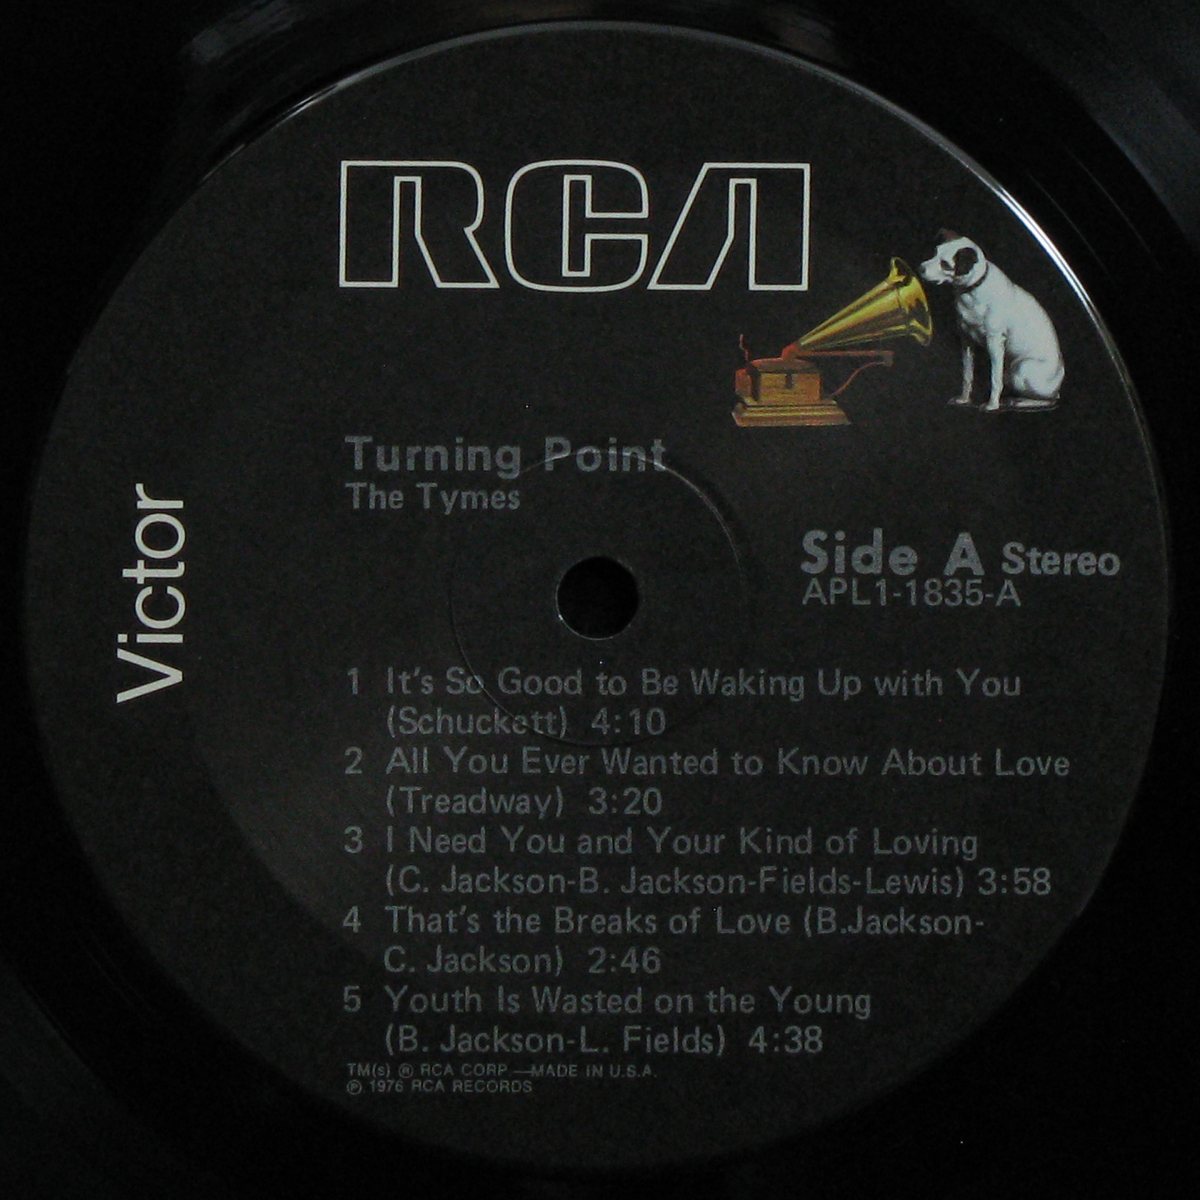 RCA
Victor
Turning Point
The Tymes
Side A Stereo
APL1-1835-A
1 It's So Good to Be Waking Up with You
(Schuckett) 4:10
2 All You Ever Wanted to Know About Love
(Treadway) 3:20
3 I Need You and Your Kind of Loving
(C. Jackson-B. Jackson-Fields-Lewis) 3:58
4 That's the Breaks of Love (B.Jackson-
C. Jackson) 2:46
5 Youth Is Wasted on the Young
(B. Jackson-L. Fields) 4:38
TM(s) ® RCA CORP.—MADE IN U.S.A.
℗ 1976 RCA RECORDS